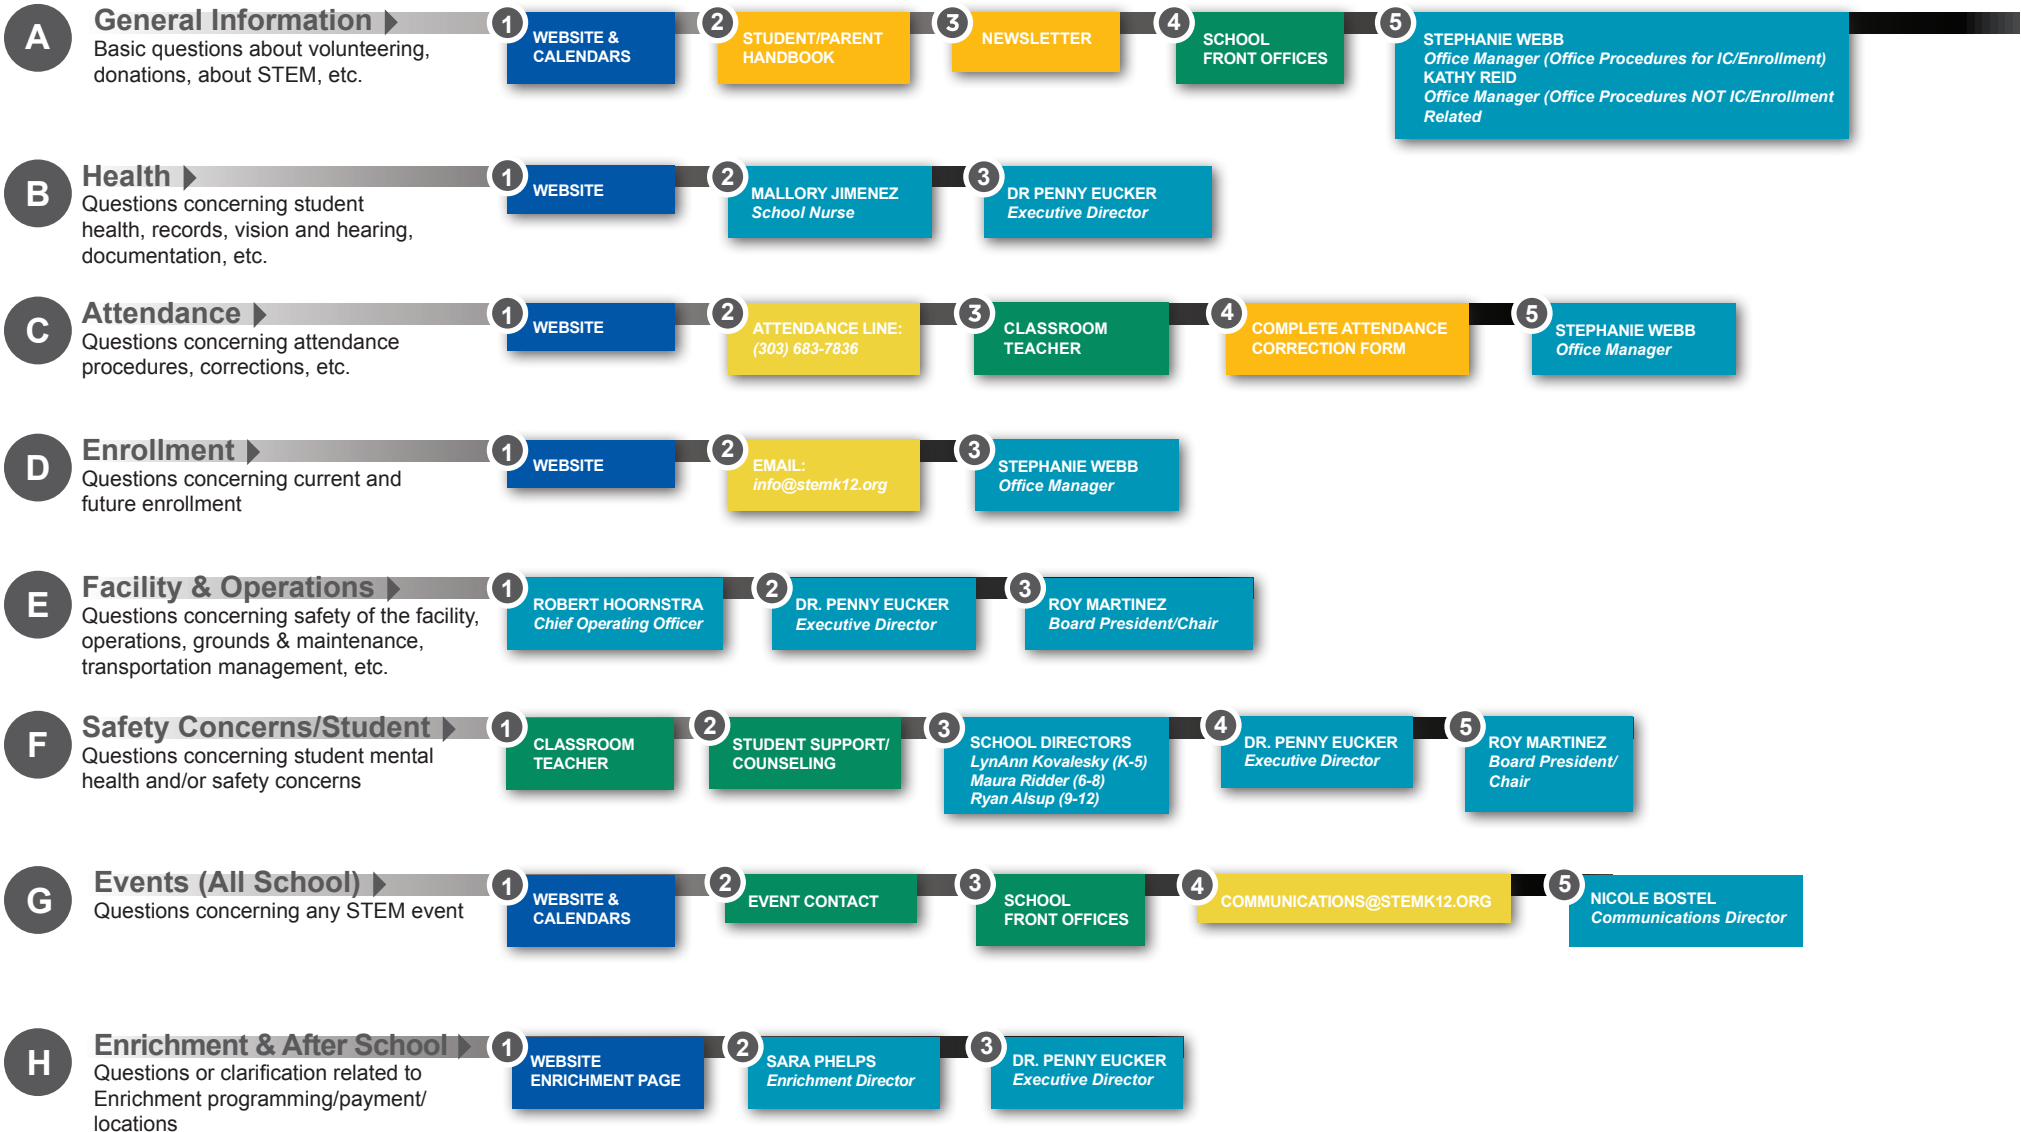 A
General Information
Basic questions about volunteering,
donations, about STEM, etc.
1
WEBSITE &
CALENDARS
2
STUDENT/PARENT
HANDBOOK
3
NEWSLETTER
4
SCHOOL
FRONT OFFICES
5
STEPHANIE WEBB
Office Manager (Office Procedures for IC/Enrollment)
KATHY REID
Office Manager (Office Procedures NOT IC/Enrollment
Related
B
Health
Questions concerning student
health, records, vision and hearing,
documentation, etc.
1
WEBSITE
2
MALLORY JIMENEZ
School Nurse
3
DR PENNY EUCKER
Executive Director
C
Attendance
Questions concerning attendance
procedures, corrections, etc.
1
WEBSITE
2
ATTENDANCE LINE:
(303) 683-7836
3
CLASSROOM
TEACHER
4
COMPLETE ATTENDANCE
CORRECTION FORM
5
STEPHANIE WEBB
Office Manager
D
Enrollment
Questions concerning current and
future enrollment
1
WEBSITE
2
EMAIL:
info@stemk12.org
3
STEPHANIE WEBB
Office Manager
E
Facility & Operations
Questions concerning safety of the facility,
operations, grounds & maintenance,
transportation management, etc.
1
ROBERT HOORNSTRA
Chief Operating Officer
2
DR. PENNY EUCKER
Executive Director
3
ROY MARTINEZ
Board President/Chair
F
Safety Concerns/Student
Questions concerning student mental
health and/or safety concerns
1
CLASSROOM
TEACHER
2
STUDENT SUPPORT/
COUNSELING
3
SCHOOL DIRECTORS
LynAnn Kovalesky (K-5)
Maura Ridder (6-8)
Ryan Alsup (9-12)
4
DR. PENNY EUCKER
Executive Director
5
ROY MARTINEZ
Board President/
Chair
G
Events (All School)
Questions concerning any STEM event
1
WEBSITE &
CALENDARS
2
EVENT CONTACT
3
SCHOOL
FRONT OFFICES
4
COMMUNICATIONS@STEMK12.ORG
5
NICOLE BOSTEL
Communications Director
H
Enrichment & After School
Questions or clarification related to
Enrichment programming/payment/
locations
1
WEBSITE
ENRICHMENT PAGE
2
SARA PHELPS
Enrichment Director
3
DR. PENNY EUCKER
Executive Director